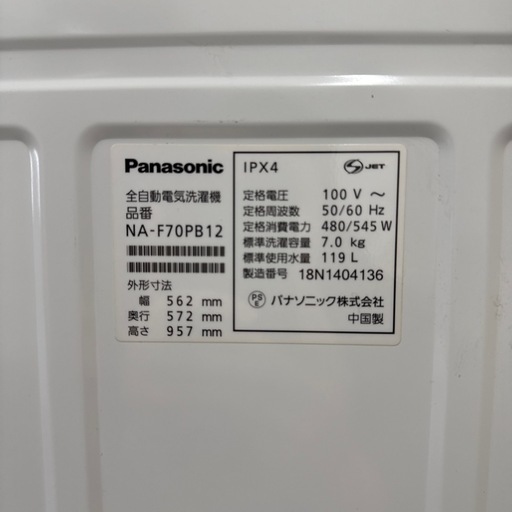 Panasonic
全自動電気洗濯機
品番
NA-F70PB12
外形寸法
幅 562 mm
奥行 572 mm
高さ 957 mm
IPX4
S JET
定格電圧 100 V ～
定格周波数 50/60 Hz
定格消費電力 480/545 W
標準洗濯容量 7.0 kg
標準使用水量 119 L
製造番号 18N1404136
PS E パナソニック株式会社
中国製